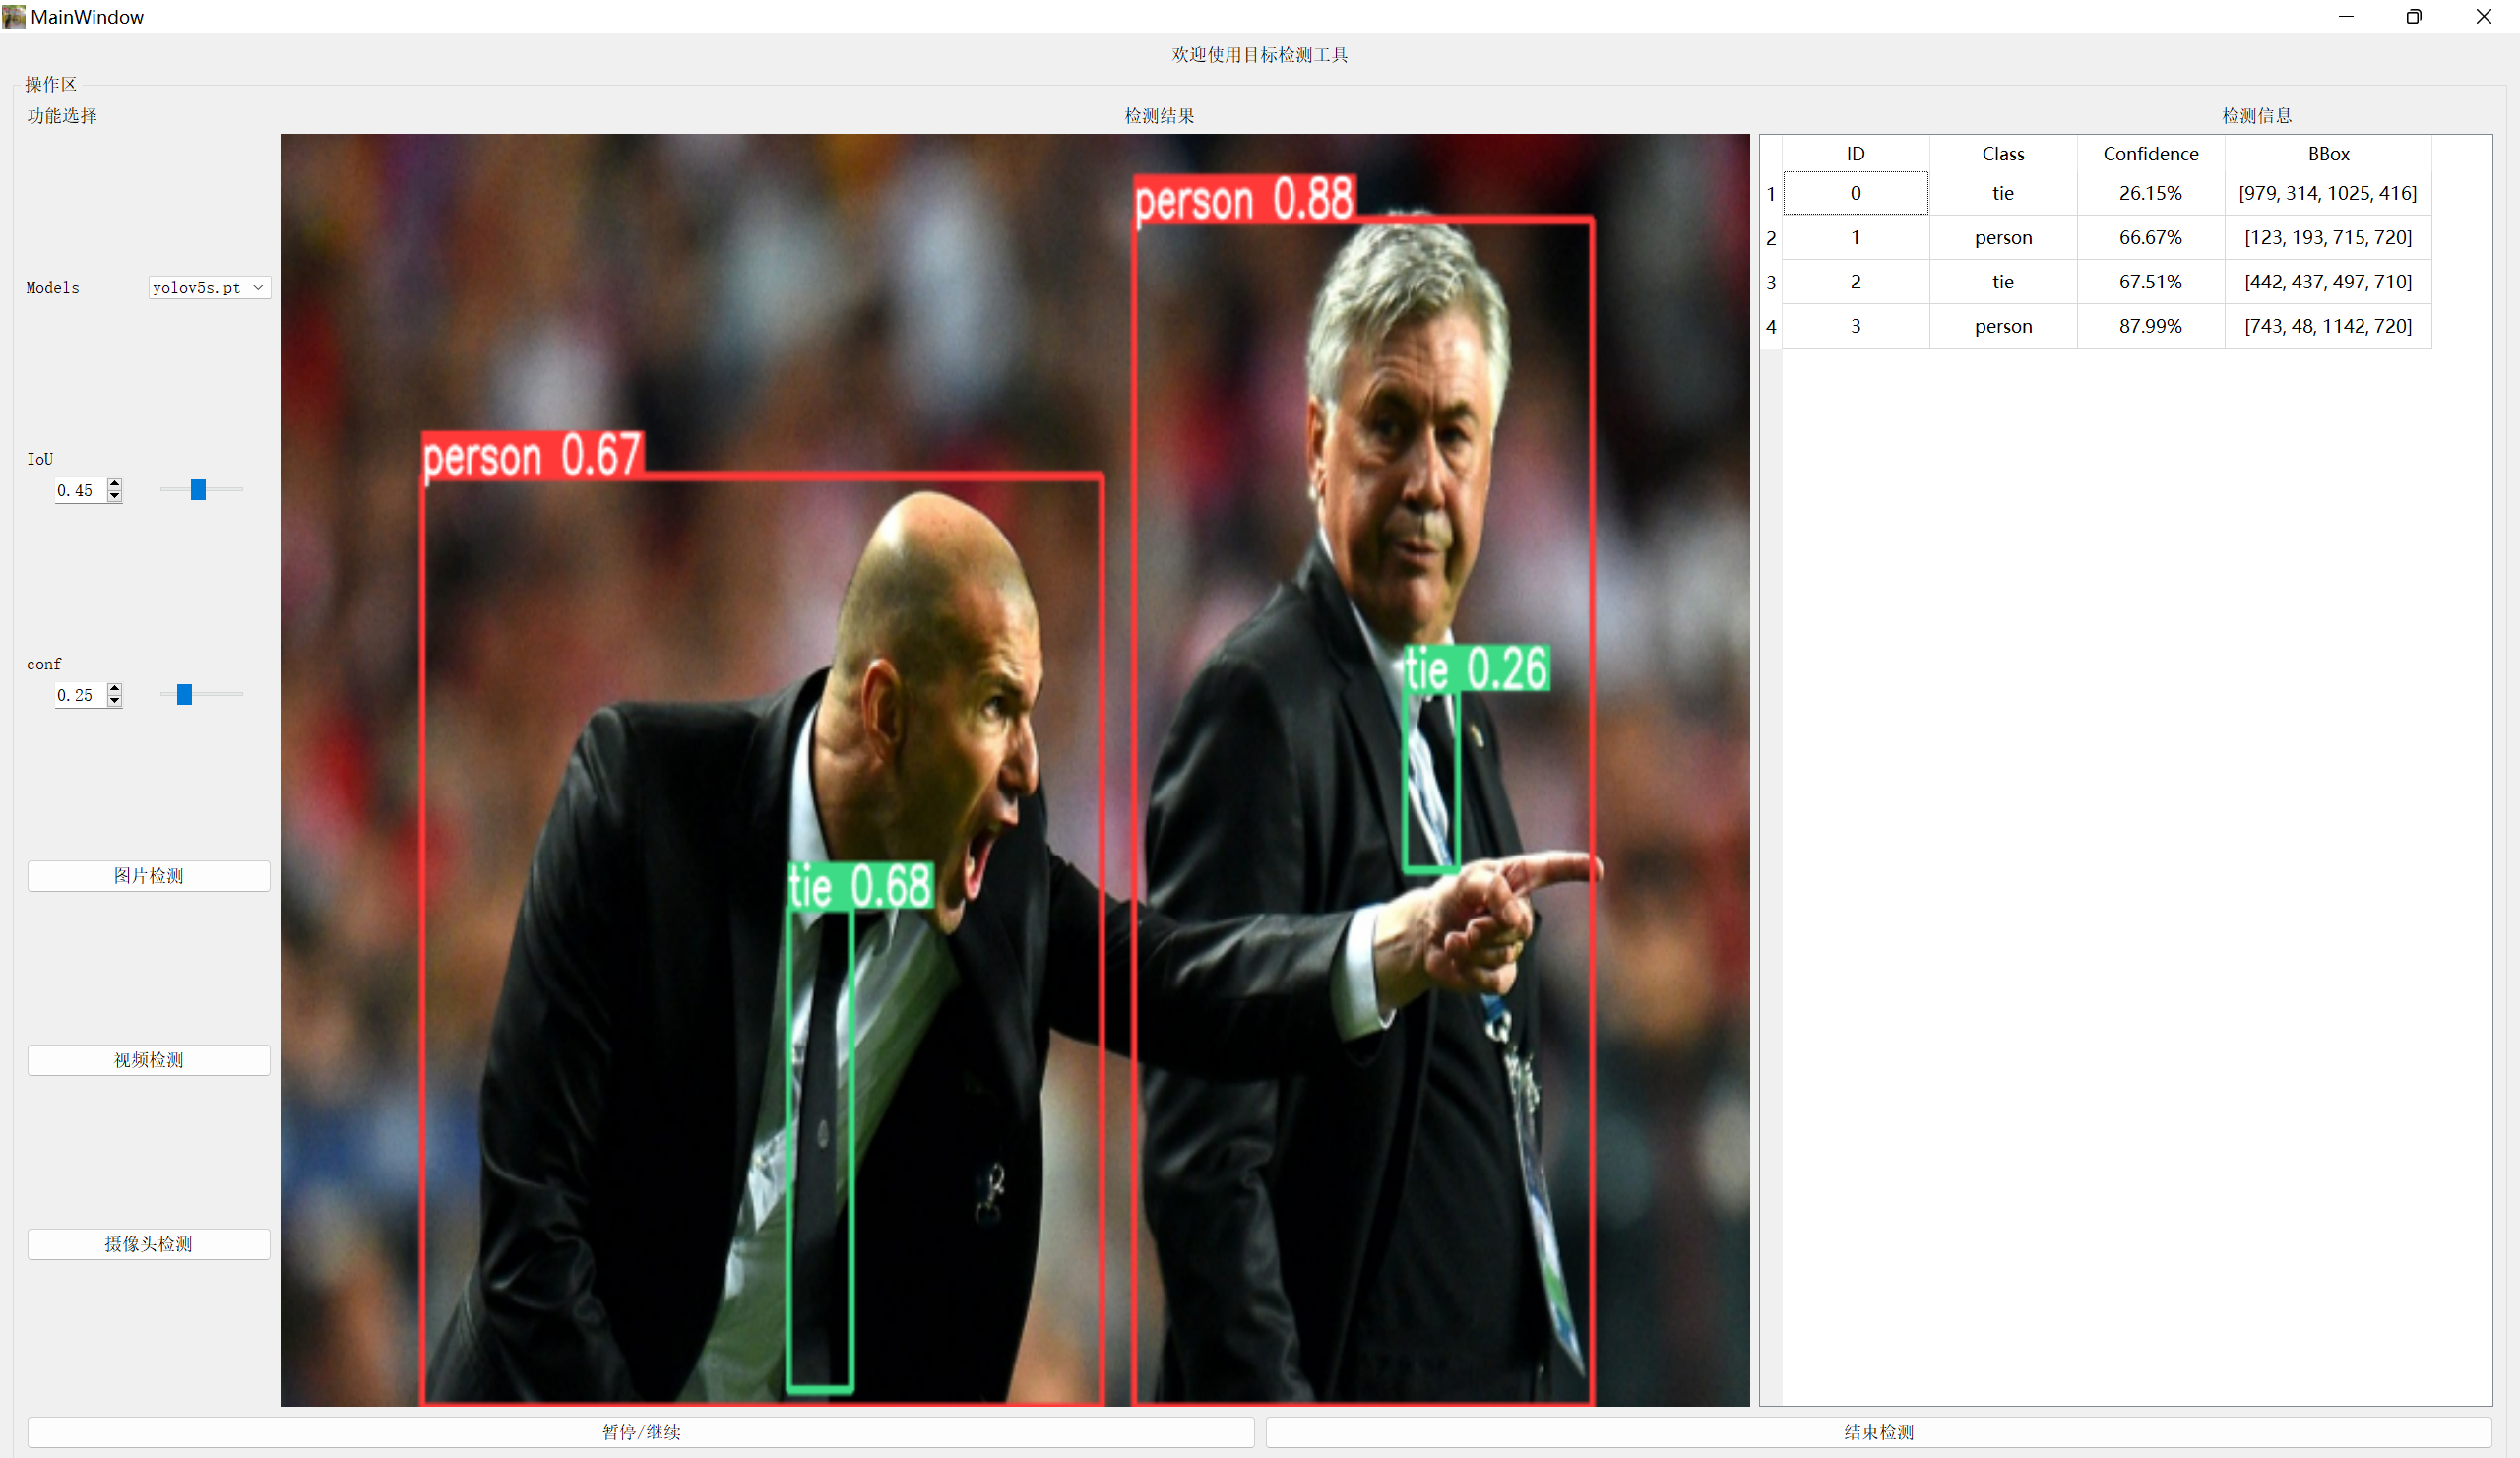 MainWindow
欢迎使用目标检测工具
操作区
功能选择
检测结果
检测信息
Models
yolov5s.pt
IoU
0.45
conf
0.25
图片检测
视频检测
摄像头检测
person 0.88
person 0.67
tie 0.26
tie 0.68
ID Class Confidence BBox
1 0 tie 26.15% [979, 314, 1025, 416]
2 1 person 66.67% [123, 193, 715, 720]
3 2 tie 67.51% [442, 437, 497, 710]
4 3 person 87.99% [743, 48, 1142, 720]
暂停/继续
结束检测